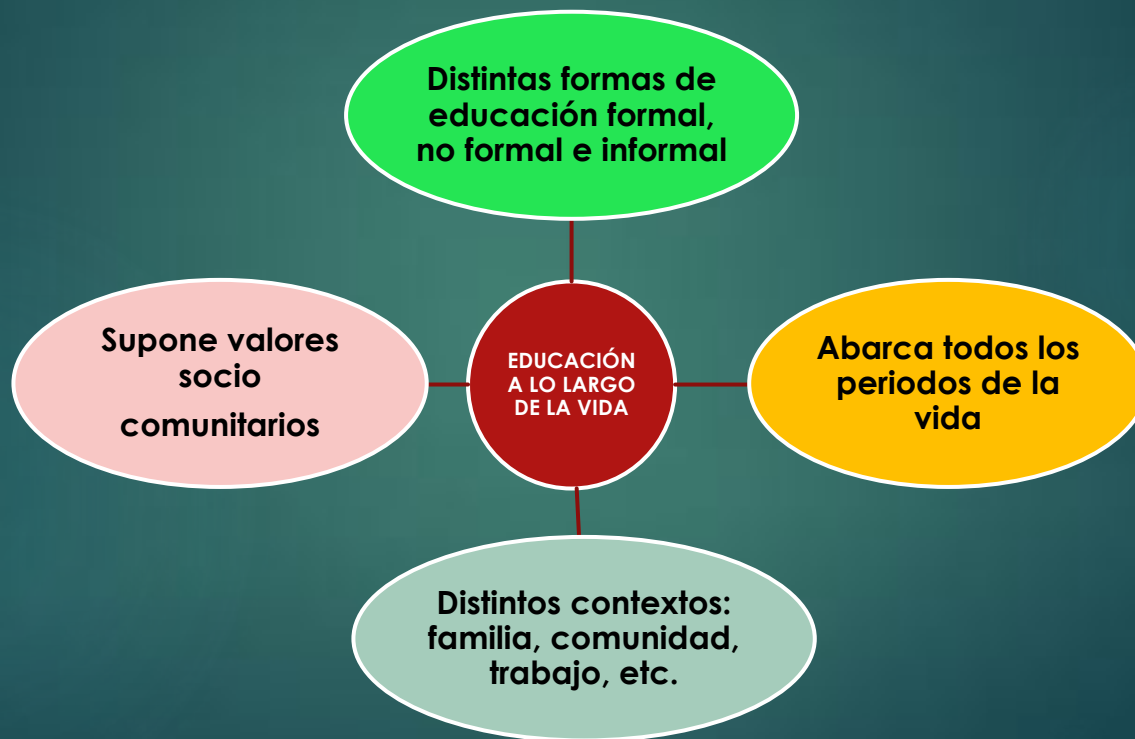 Distintas formas de
educación formal,
no formal e informal
Supone valores
socio
comunitarios
EDUCACIÓN
A LO LARGO
DE LA VIDA
Abarca todos los
periodos de la
vida
Distintos contextos:
familia, comunidad,
trabajo, etc.